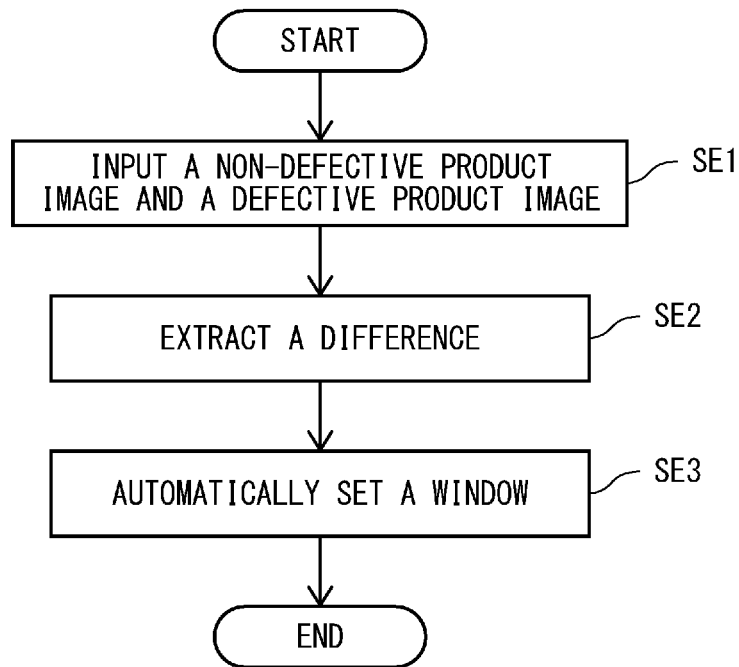 START
INPUT A NON-DEFECTIVE PRODUCT
IMAGE AND A DEFECTIVE PRODUCT IMAGE
SE1
EXTRACT A DIFFERENCE
SE2
AUTOMATICALLY SET A WINDOW
SE3
END